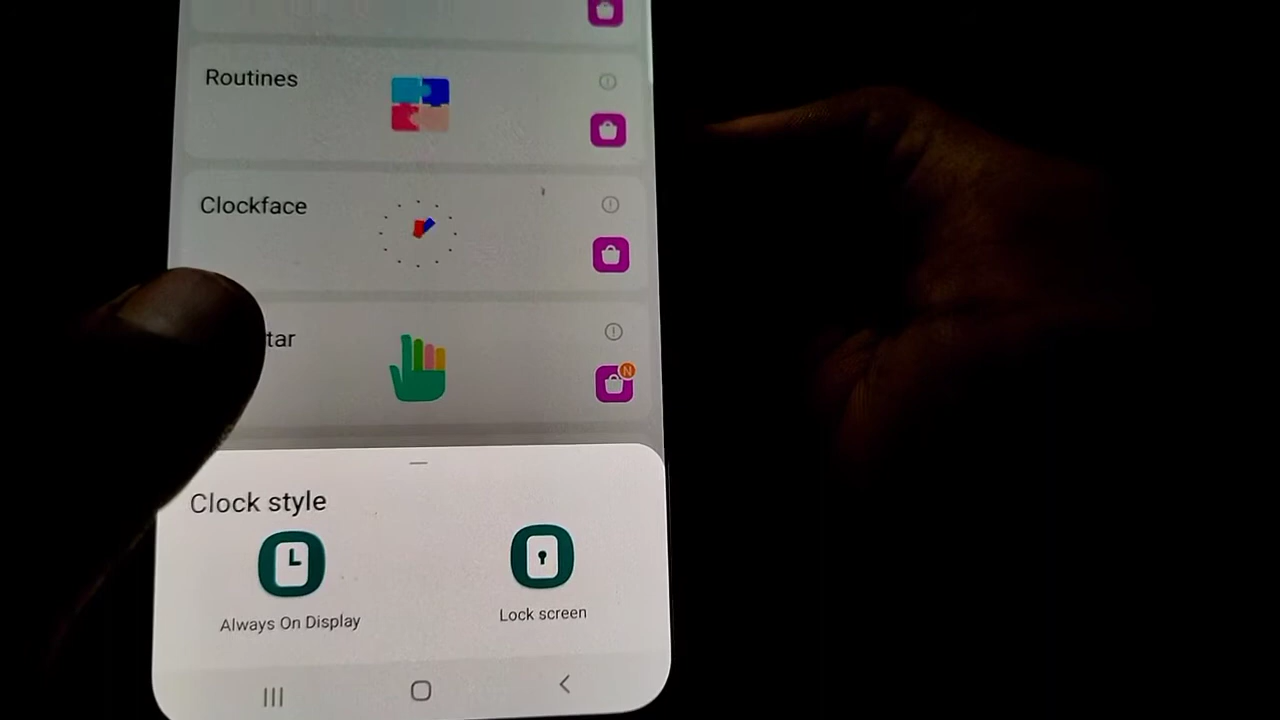 Routines
Clockface
tar
N
Clock style
Always On Display
Lock screen